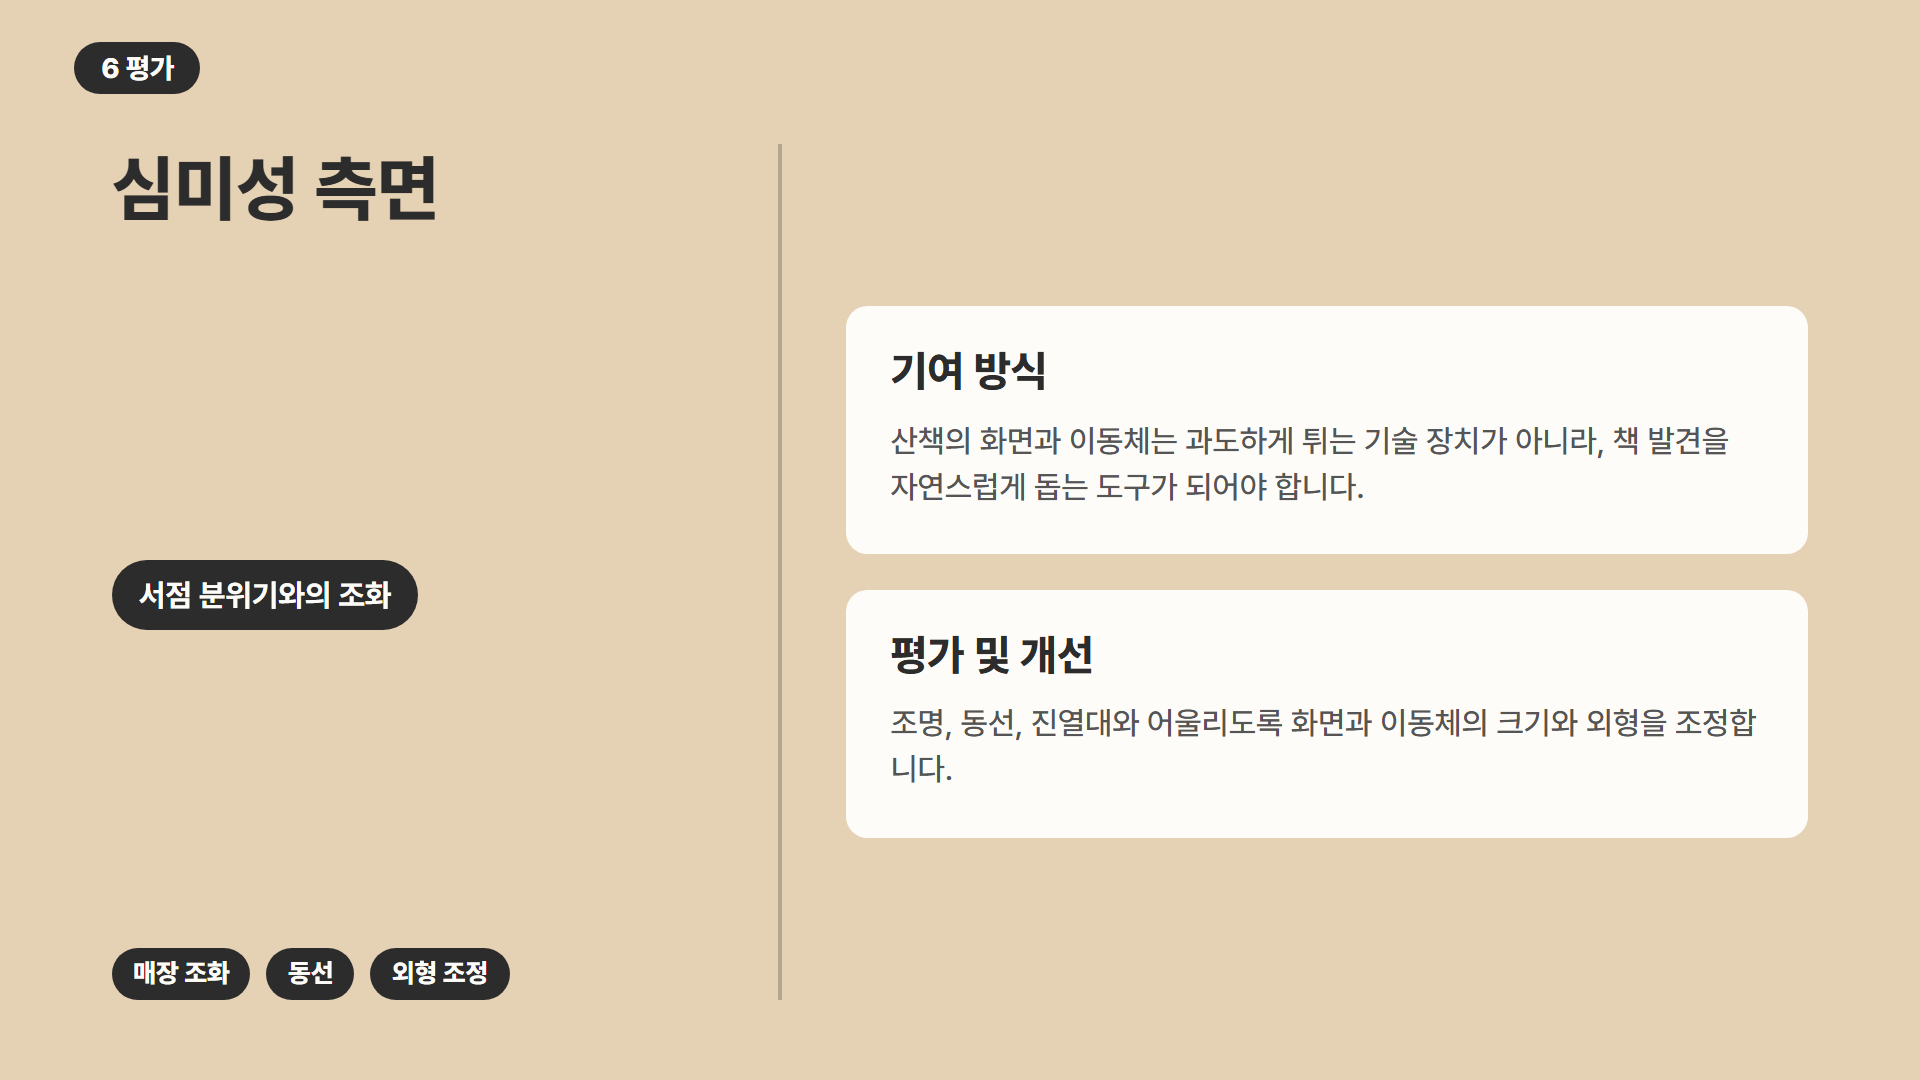 6 평가
심미성 측면
서점 분위기와의 조화
매장 조화
동선
외형 조정
기여 방식
산책의 화면과 이동체는 과도하게 튀는 기술 장치가 아니라, 책 발견을
자연스럽게 돕는 도구가 되어야 합니다.
평가 및 개선
조명, 동선, 진열대와 어울리도록 화면과 이동체의 크기와 외형을 조정합
니다.